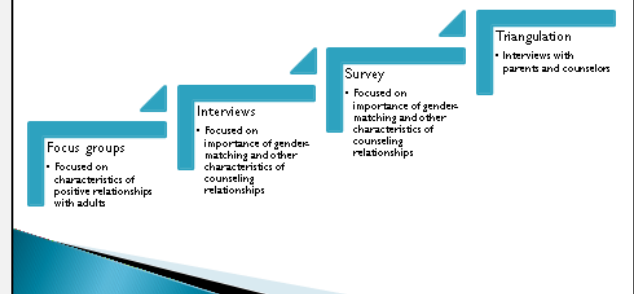 Focus groups
• Focused on
characteristics of
positive relationships
with adults
Interviews
• Focused on
importance of gender-
matching and other
characteristics of
counseling
relationships
Survey
• Focused on
importance of gender-
matching and other
characteristics of
counseling
relationships
Triangulation
• Interviews with
parents and counselors